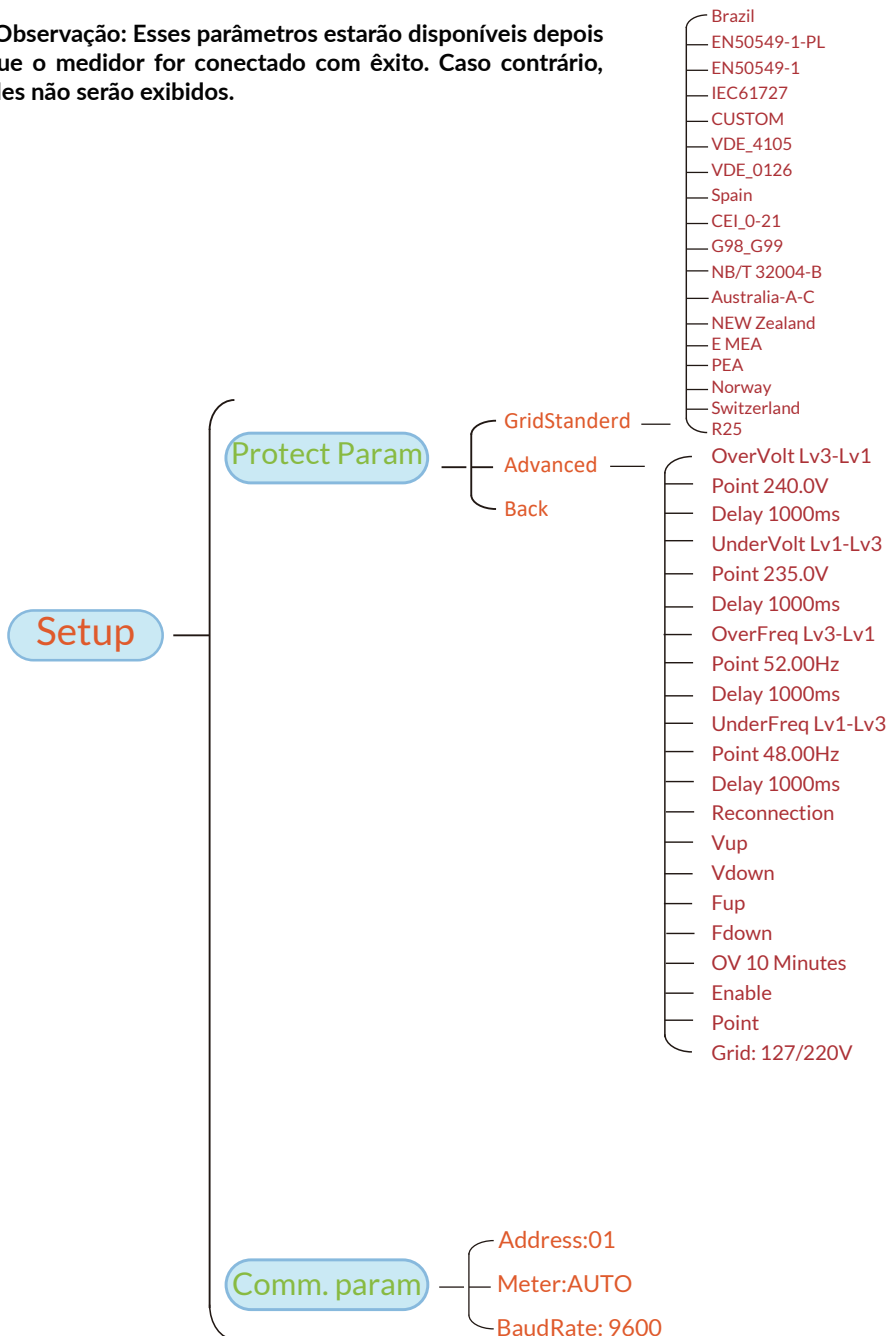 Observação: Esses parâmetros estarão disponíveis depois
que o medidor for conectado com êxito. Caso contrário,
eles não serão exibidos.
Brazil
EN50549-1-PL
EN50549-1
IEC61727
CUSTOM
VDE_4105
VDE_0126
Spain
CEI_0-21
G98_G99
NB/T 32004-B
Australia-A-C
NEW Zealand
E MEA
PEA
Norway
Switzerland
R25
Setup
Protect Param
GridStanderd
Advanced
Back
OverVolt Lv3-Lv1
Point 240.0V
Delay 1000ms
UnderVolt Lv1-Lv3
Point 235.0V
Delay 1000ms
OverFreq Lv3-Lv1
Point 52.00Hz
Delay 1000ms
UnderFreq Lv1-Lv3
Point 48.00Hz
Delay 1000ms
Reconnection
Vup
Vdown
Fup
Fdown
OV 10 Minutes
Enable
Point
Grid: 127/220V
Comm. param
Address:01
Meter:AUTO
BaudRate: 9600